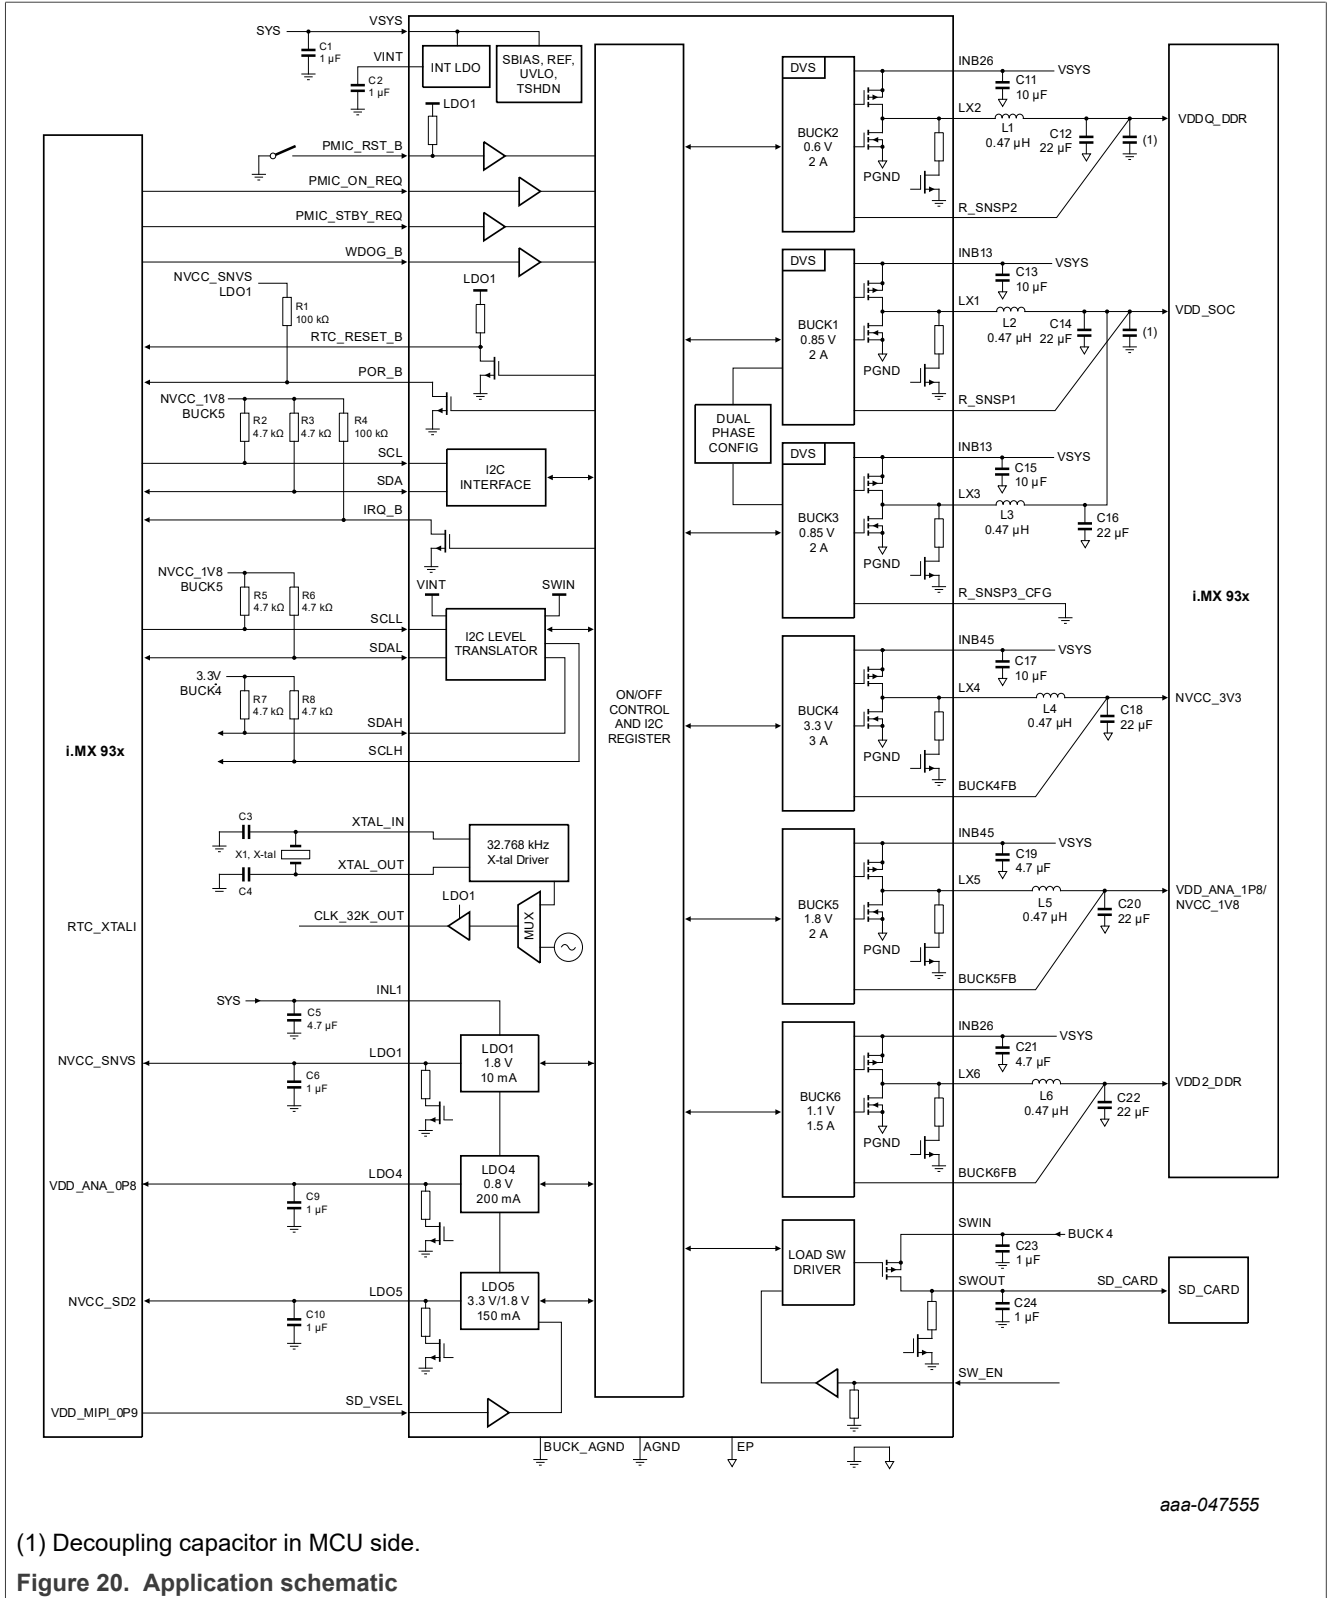 SYS
VSYS
C1
1 µF
VINT
C2
1 µF
INT LDO
SBIAS, REF,
UVLO,
TSHDN
LDO1
PMIC_RST_B
PMIC_ON_REQ
PMIC_STBY_REQ
WDOG_B
NVCC_SNVS
LDO1
R1
100 kΩ
LDO1
RTC_RESET_B
POR_B
NVCC_1V8
BUCK5
R2
4.7 kΩ
R3
4.7 kΩ
R4
100 kΩ
SCL
SDA
I2C
INTERFACE
IRQ_B
NVCC_1V8
BUCK5
R5
4.7 kΩ
R6
4.7 kΩ
VINT
SWIN
SCLL
SDAL
I2C LEVEL
TRANSLATOR
3.3V
BUCK4
R7
4.7 kΩ
R8
4.7 kΩ
SDAH
SCLH
i.MX 93x
C3
XTAL_IN
X1, X-tal
XTAL_OUT
C4
32.768 kHz
X-tal Driver
LDO1
CLK_32K_OUT
MUX
RTC_XTALI
SYS
INL1
C5
4.7 µF
NVCC_SNVS
LDO1
C6
1 µF
LDO1
1.8 V
10 mA
VDD_ANA_0P8
LDO4
C9
1 µF
LDO4
0.8 V
200 mA
NVCC_SD2
LDO5
C10
1 µF
LDO5
3.3 V/1.8 V
150 mA
VDD_MIPI_0P9
SD_VSEL
ON/OFF
CONTROL
AND I2C
REGISTER
DVS
BUCK2
0.6 V
2 A
PGND
INB26
VSYS
C11
10 µF
LX2
L1
0.47 µH
C12
22 µF
(1)
VDDQ_DDR
R_SNSP2
DVS
BUCK1
0.85 V
2 A
PGND
INB13
VSYS
C13
10 µF
LX1
L2
0.47 µH
C14
22 µF
(1)
VDD_SOC
R_SNSP1
DUAL
PHASE
CONFIG
DVS
BUCK3
0.85 V
2 A
PGND
INB13
VSYS
C15
10 µF
LX3
L3
0.47 µH
C16
22 µF
R_SNSP3_CFG
i.MX 93x
BUCK4
3.3 V
3 A
PGND
INB45
VSYS
C17
10 µF
LX4
L4
0.47 µH
C18
22 µF
NVCC_3V3
BUCK4FB
BUCK5
1.8 V
2 A
PGND
INB45
VSYS
C19
4.7 µF
LX5
L5
0.47 µH
C20
22 µF
VDD_ANA_1P8/
NVCC_1V8
BUCK5FB
BUCK6
1.1 V
1.5 A
PGND
INB26
VSYS
C21
4.7 µF
LX6
L6
0.47 µH
C22
22 µF
VDD2_DDR
BUCK6FB
LOAD SW
DRIVER
SWIN
BUCK 4
C23
1 µF
SWOUT
C24
1 µF
SD_CARD
SD_CARD
SW_EN
BUCK_AGND
AGND
EP
aaa-047555
(1) Decoupling capacitor in MCU side.
Figure 20. Application schematic